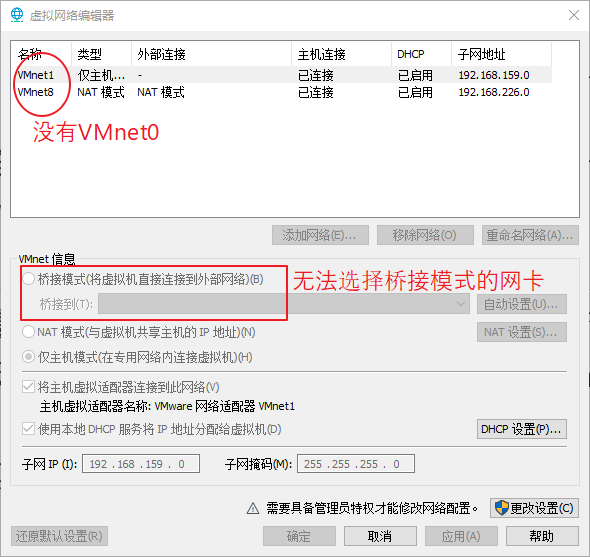 虚拟网络编辑器
名称 类型 外部连接 主机连接 DHCP 子网地址
VMnet1 仅主机... - 已连接 已启用 192.168.159.0
VMnet8 NAT 模式 NAT 模式 已连接 已启用 192.168.226.0
没有VMnet0
添加网络(E)... 移除网络(O) 重命名网络(A)...
VMnet 信息
桥接模式(将虚拟机直接连接到外部网络)(B)
无法选择桥接模式的网卡
桥接到(T): 自动设置(U)...
NAT 模式(与虚拟机共享主机的 IP 地址)(N) NAT 设置(S)...
仅主机模式(在专用网络内连接虚拟机)(H)
将主机虚拟适配器连接到此网络(V)
主机虚拟适配器名称: VMware 网络适配器 VMnet1
使用本地 DHCP 服务将 IP 地址分配给虚拟机(D) DHCP 设置(P)...
子网 IP (I): 192 . 168 . 159 . 0 子网掩码(M): 255 . 255 . 255 . 0
需要具备管理员特权才能修改网络配置。 更改设置(C)
还原默认设置(R) 确定 取消 应用(A) 帮助